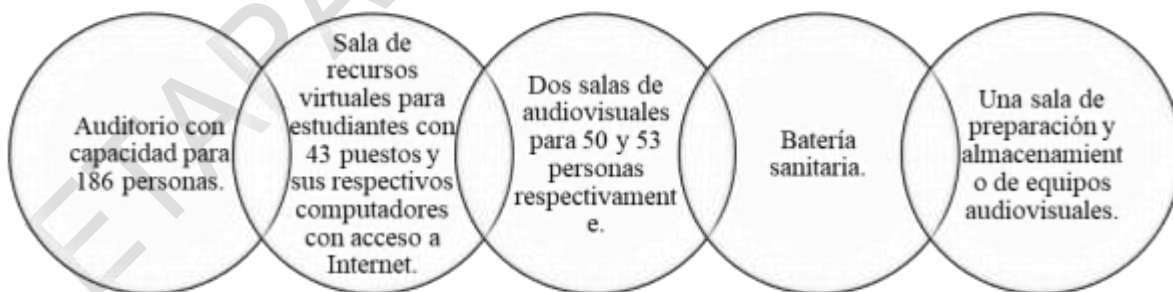 Auditorio con
capacidad para
186 personas.
Sala de
recursos
virtuales para
estudiantes con
43 puestos y
sus respectivos
computadores
con acceso a
Internet.
Dos salas de
audiovisuales
para 50 y 53
personas
respectivament
e.
Batería
sanitaria.
Una sala de
preparación y
almacenamient
o de equipos
audiovisuales.
ETAPA